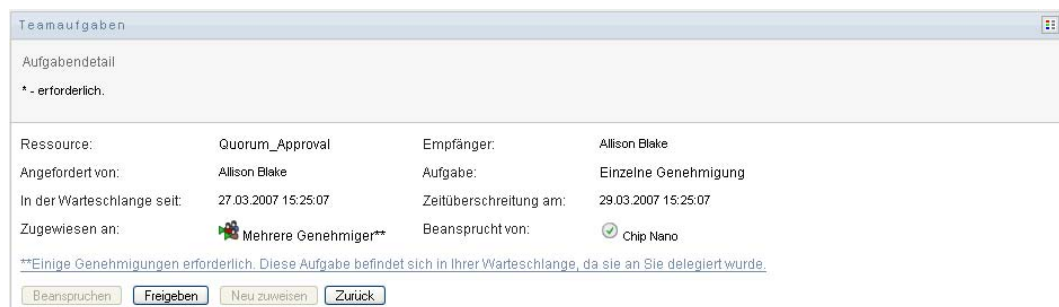 Teamaufgaben
Aufgabendetail
* - erforderlich.
Ressource: Quorum_Approval Empfänger: Allison Blake
Angefordert von: Allison Blake Aufgabe: Einzelne Genehmigung
In der Warteschlange seit: 27.03.2007 15:25:07 Zeitüberschreitung am: 29.03.2007 15:25:07
Zugewiesen an: Mehrere Genehmiger** Beansprucht von: Chip Nano
**Einige Genehmigungen erforderlich. Diese Aufgabe befindet sich in Ihrer Warteschlange, da sie an Sie delegiert wurde.
Beanspruchen Freigeben Neu zuweisen Zurück